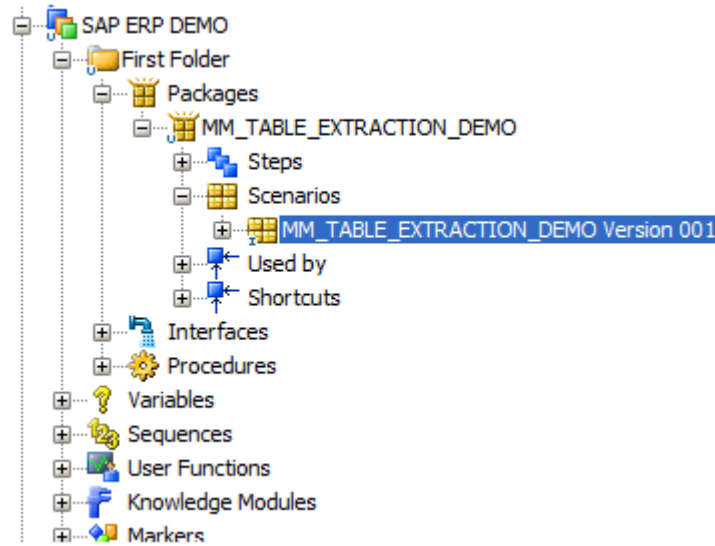 SAP ERP DEMO
First Folder
Packages
MM_TABLE_EXTRACTION_DEMO
Steps
Scenarios
MM_TABLE_EXTRACTION_DEMO Version 001
Used by
Shortcuts
Interfaces
Procedures
Variables
Sequences
User Functions
Knowledge Modules
Markers